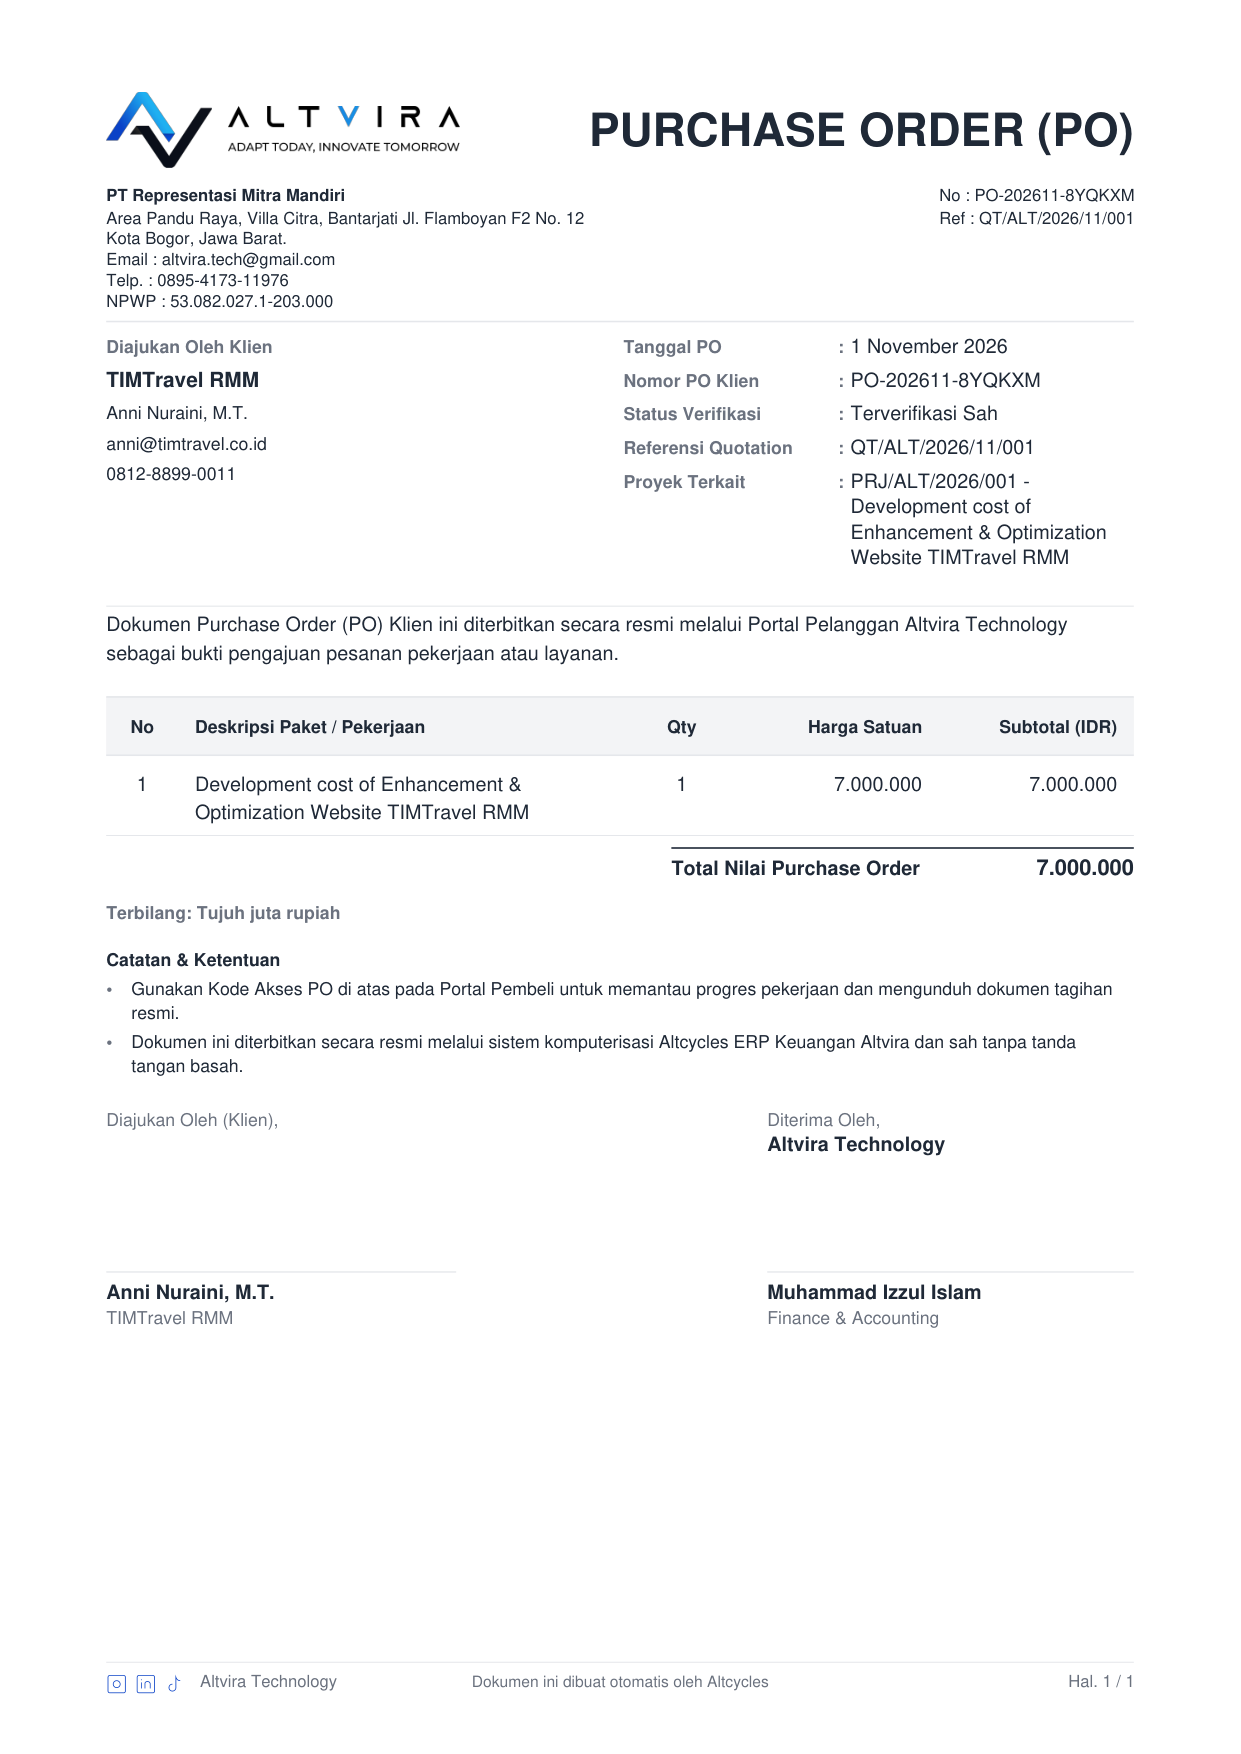 ALTVIRA
ADAPT TODAY, INNOVATE TOMORROW
PURCHASE ORDER (PO)
PT Representasi Mitra Mandiri
Area Pandu Raya, Villa Citra, Bantarjati Jl. Flamboyan F2 No. 12
Kota Bogor, Jawa Barat.
Email : altvira.tech@gmail.com
Telp. : 0895-4173-11976
NPWP : 53.082.027.1-203.000
No : PO-202611-8YQKXM
Ref : QT/ALT/2026/11/001
Diajukan Oleh Klien
TIMTravel RMM
Anni Nuraini, M.T.
anni@timtravel.co.id
0812-8899-0011
Tanggal PO : 1 November 2026
Nomor PO Klien : PO-202611-8YQKXM
Status Verifikasi : Terverifikasi Sah
Referensi Quotation : QT/ALT/2026/11/001
Proyek Terkait : PRJ/ALT/2026/001 -
Development cost of
Enhancement & Optimization
Website TIMTravel RMM
Dokumen Purchase Order (PO) Klien ini diterbitkan secara resmi melalui Portal Pelanggan Altvira Technology
sebagai bukti pengajuan pesanan pekerjaan atau layanan.
No Deskripsi Paket / Pekerjaan Qty Harga Satuan Subtotal (IDR)
1 Development cost of Enhancement & 1 7.000.000 7.000.000
Optimization Website TIMTravel RMM
Total Nilai Purchase Order 7.000.000
Terbilang: Tujuh juta rupiah
Catatan & Ketentuan
• Gunakan Kode Akses PO di atas pada Portal Pembeli untuk memantau progres pekerjaan dan mengunduh dokumen tagihan
resmi.
• Dokumen ini diterbitkan secara resmi melalui sistem komputerisasi Altcycles ERP Keuangan Altvira dan sah tanpa tanda
tangan basah.
Diajukan Oleh (Klien),
Diterima Oleh,
Altvira Technology
Anni Nuraini, M.T.
TIMTravel RMM
Muhammad Izzul Islam
Finance & Accounting
Altvira Technology Dokumen ini dibuat otomatis oleh Altcycles Hal. 1 / 1